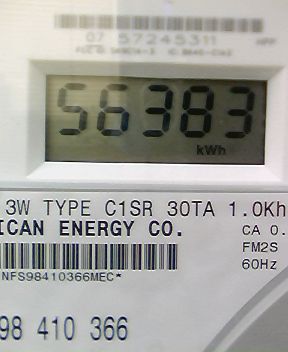 07 57245311
56383
kWh
3W TYPE C1SR 30TA 1.0Kh
ICAN ENERGY CO.
CA 0.
FM2S
60Hz
NFS98410366MEC*
98 410 366